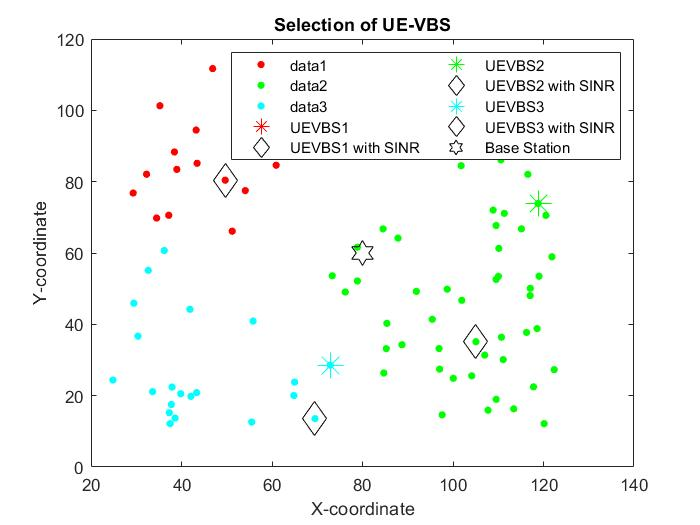 Selection of UE-VBS
120
100
80
60
40
20
0
Y-coordinate
data1
data2
data3
UEVBS1
UEVBS1 with SINR
UEVBS2
UEVBS2 with SINR
UEVBS3
UEVBS3 with SINR
Base Station
20
40
60
80
100
120
140
X-coordinate